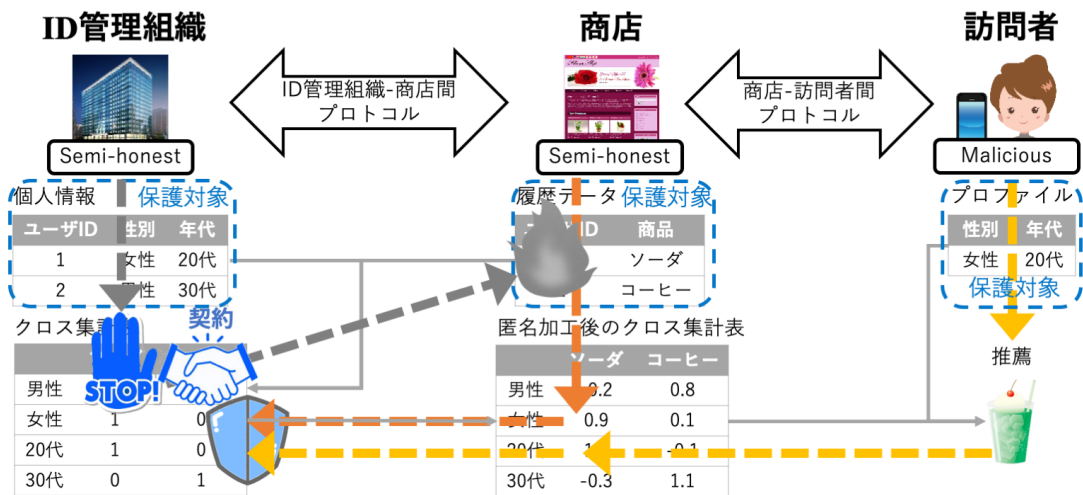 ID管理組織
商店
訪問者
ID管理組織-商店間
プロトコル
商店-訪問者間
プロトコル
Semi-honest
Semi-honest
Malicious
個人情報
保護対象
履歴データ
保護対象
プロファイル
ユーザID 性別 年代
1 女性 20代
2 30代
ID 商品
ソーダ
コーヒー
性別 年代
女性 20代
保護対象
契約
クロス集
STOP!
男性
女性 1 0
20代 1 0
30代 0 1
匿名加工後のクロス集計表
ソーダ コーヒー
男性 0.8
女性 0.9 0.1
20代 -0.1
30代 -0.3 1.1
推薦